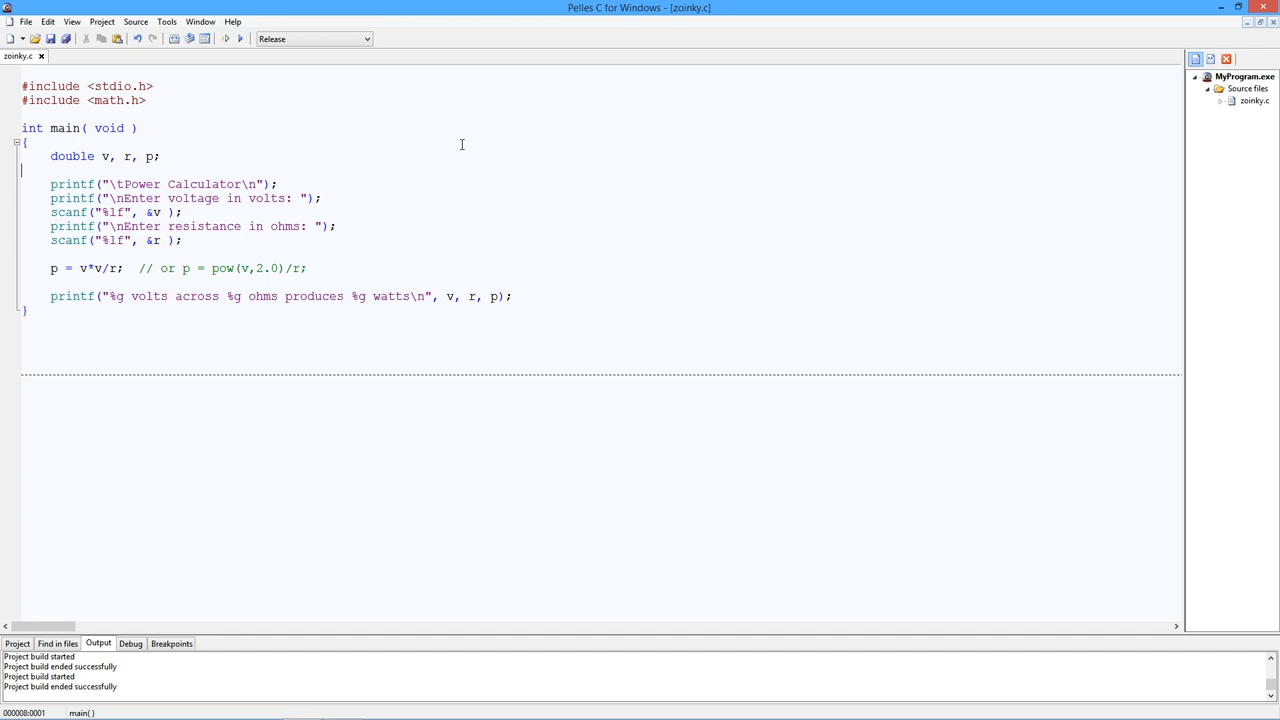 Pelles C for Windows - [zoinky.c]
File Edit View Project Source Tools Window Help
Release
zoinky.c
#include <stdio.h>
#include <math.h>
int main( void )
{
double v, r, p;
printf("\tPower Calculator\n");
printf("\nEnter voltage in volts: ");
scanf("%lf", &v );
printf("\nEnter resistance in ohms: ");
scanf("%lf", &r );
p = v*v/r;  // or p = pow(v,2.0)/r;
printf("%g volts across %g ohms produces %g watts\n", v, r, p);
}
MyProgram.exe
Source files
zoinky.c
Project Find in files Output Debug Breakpoints
Project build started
Project build ended successfully
Project build started
Project build ended successfully
000008:0001 main( )